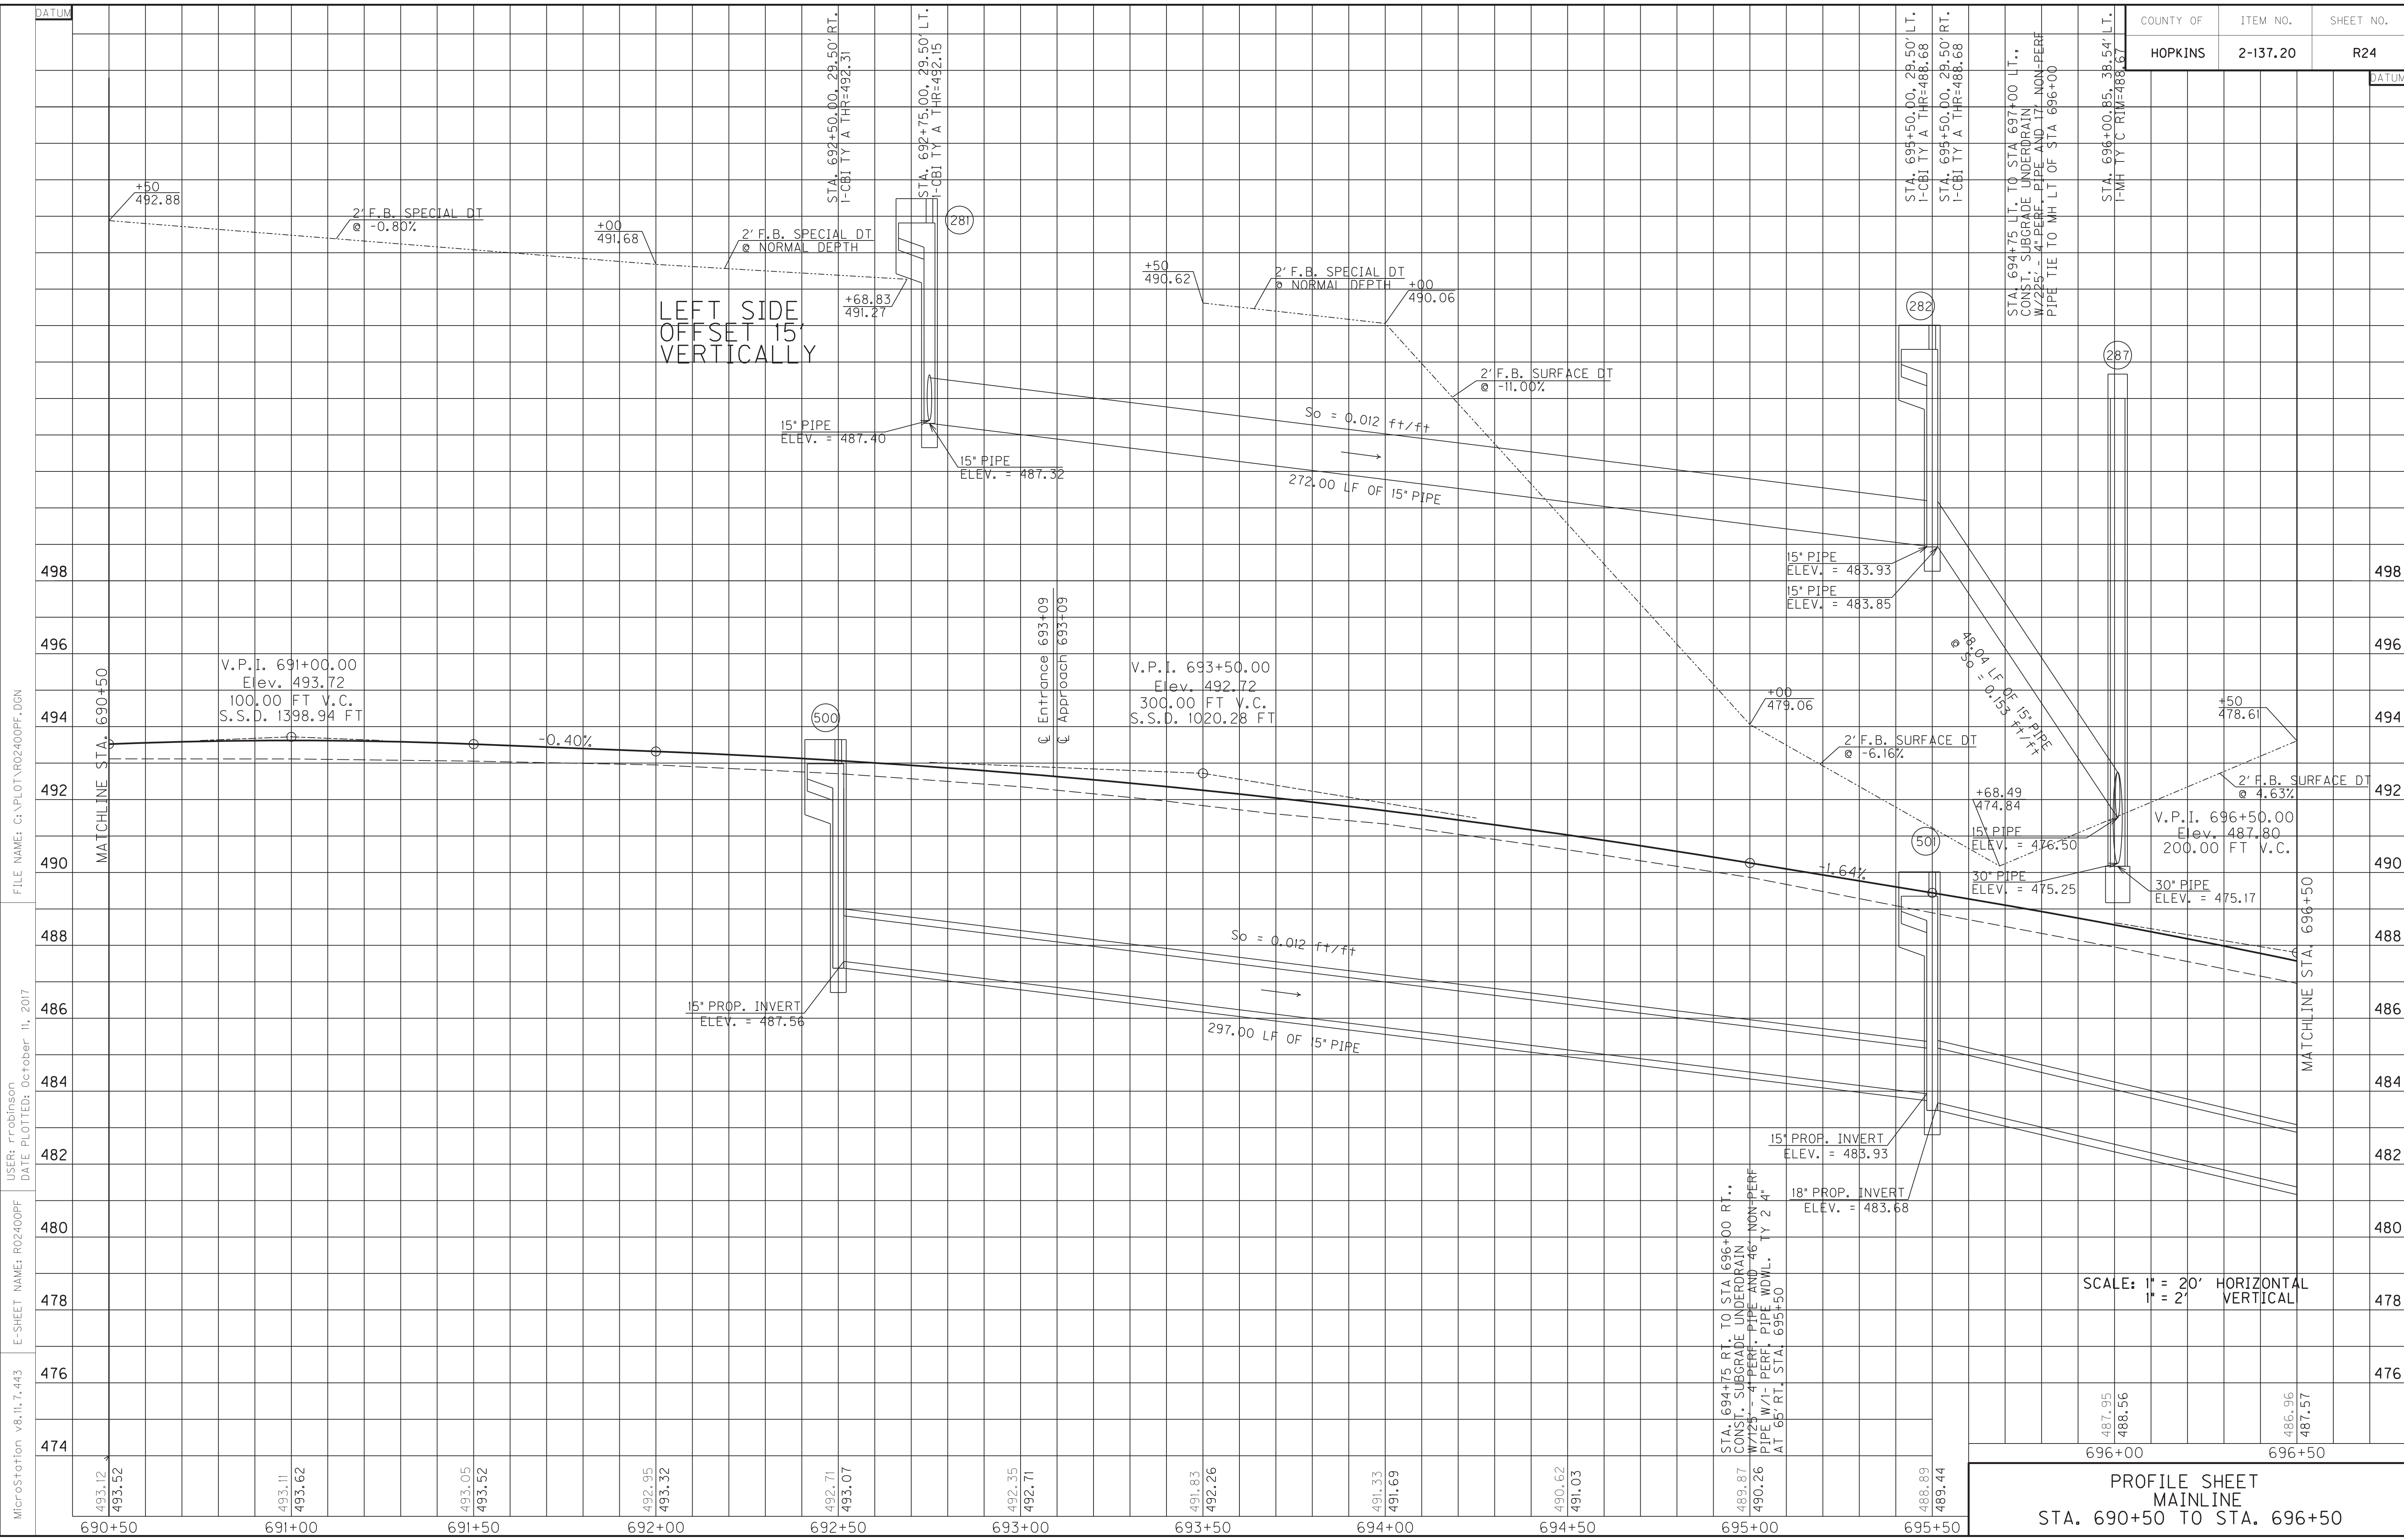 DATUM
COUNTY OF
ITEM NO.
SHEET NO.
HOPKINS
2-137.20
R24
DATUM
STA. 692+50.00, 29.50' RT.
1-CBI TY A THR=492.31
STA. 692+75.00, 29.50' LT.
1-CBI TY A THR=492.15
STA. 695+50.00, 29.50' LT.
1-CBI TY A THR=488.68
STA. 695+50.00, 29.50' RT.
1-CBI TY A THR=488.68
STA. 694+75 LT. TO STA 697+00 LT.,
CONST. SUBGRADE UNDERDRAIN
W/225' - 4" PERF. PIPE AND 17' NON-PERF
PIPE TIE TO MH LT OF STA 696+00
STA. 696+00.85, 38.54' LT.
1-MH TY C RIM=488.67
+50
492.88
2' F.B. SPECIAL DT
@ -0.80%
+00
491.68
2' F.B. SPECIAL DT
@ NORMAL DEPTH
281
+68.83
491.27
LEFT SIDE
OFFSET 15'
VERTICALLY
+50
490.62
2' F.B. SPECIAL DT
@ NORMAL DEPTH
+00
490.06
282
287
2' F.B. SURFACE DT
@ -11.00%
So = 0.012 ft/ft
272.00 LF OF 15" PIPE
15" PIPE
ELEV. = 487.40
15" PIPE
ELEV. = 487.32
15" PIPE
ELEV. = 483.93
15" PIPE
ELEV. = 483.85
48.04 LF OF 15" PIPE
@ So = 0.153 ft/ft
498
498
496
496
494
494
492
492
490
490
488
488
486
486
484
484
482
482
480
480
478
478
476
476
474
MATCHLINE STA. 690+50
V.P.I. 691+00.00
Elev. 493.72
100.00 FT V.C.
S.S.D. 1398.94 FT
-0.40%
500
℄ Entrance 693+09
℄ Approach 693+09
V.P.I. 693+50.00
Elev. 492.72
300.00 FT V.C.
S.S.D. 1020.28 FT
+00
479.06
2' F.B. SURFACE DT
@ -6.16%
+50
478.61
2' F.B. SURFACE DT
@ 4.63%
+68.49
474.84
15" PIPE
ELEV. = 476.50
30" PIPE
ELEV. = 475.25
30" PIPE
ELEV. = 475.17
V.P.I. 696+50.00
Elev. 487.80
200.00 FT V.C.
501
-1.64%
MATCHLINE STA. 696+50
So = 0.012 ft/ft
297.00 LF OF 15" PIPE
15" PROP. INVERT
ELEV. = 487.56
15" PROP. INVERT
ELEV. = 483.93
18" PROP. INVERT
ELEV. = 483.68
STA. 694+75 RT. TO STA 696+00 RT.,
CONST. SUBGRADE UNDERDRAIN
W/125' - 4" PERF. PIPE AND 46' NON-PERF
PIPE W/1- PERF. PIPE WDWL. TY 2 4"
AT 65' RT. STA. 695+50
SCALE: 1" = 20' HORIZONTAL
1" = 2' VERTICAL
493.12
493.52
493.11
493.62
493.05
493.52
492.95
493.32
492.71
493.07
492.35
492.71
491.83
492.26
491.33
491.69
490.62
491.03
489.87
490.26
488.89
489.44
487.95
488.56
486.96
487.57
690+50
691+00
691+50
692+00
692+50
693+00
693+50
694+00
694+50
695+00
695+50
696+00
696+50
PROFILE SHEET
MAINLINE
STA. 690+50 TO STA. 696+50
FILE NAME: C:\PLOT\R02400PF.DGN
USER: rrobinson
DATE PLOTTED: October 11, 2017
E-SHEET NAME: R02400PF
MicroStation v8.11.7.443